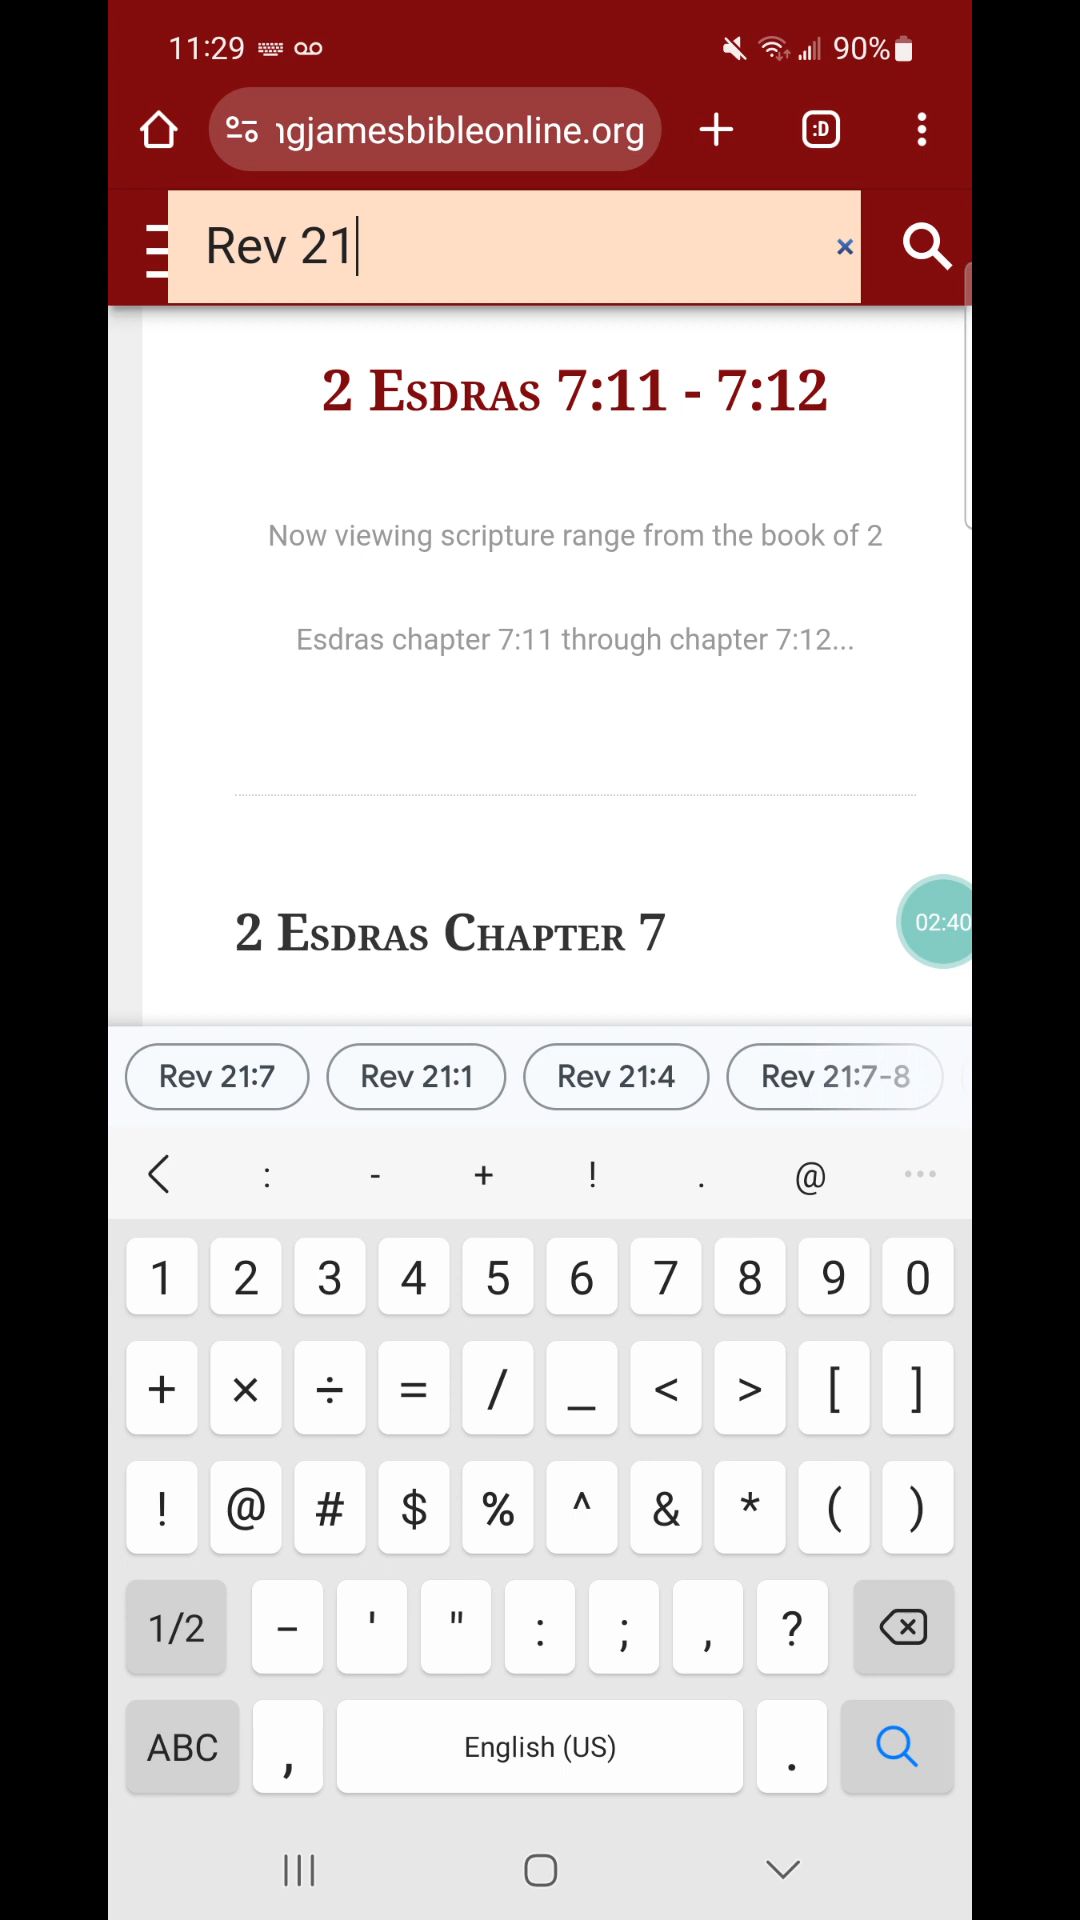 11:29 90%
ngjamesbibleonline.org :D
Rev 21 ×
2 Esdras 7:11 - 7:12
Now viewing scripture range from the book of 2
Esdras chapter 7:11 through chapter 7:12...
2 Esdras Chapter 7
02:40
Rev 21:7 Rev 21:1 Rev 21:4 Rev 21:7-8
: - + ! . @ ...
1 2 3 4 5 6 7 8 9 0
+ × ÷ = / _ < > [ ]
! @ # $ % ^ & * ( )
1/2 - ' " : ; , ?
ABC , English (US) .